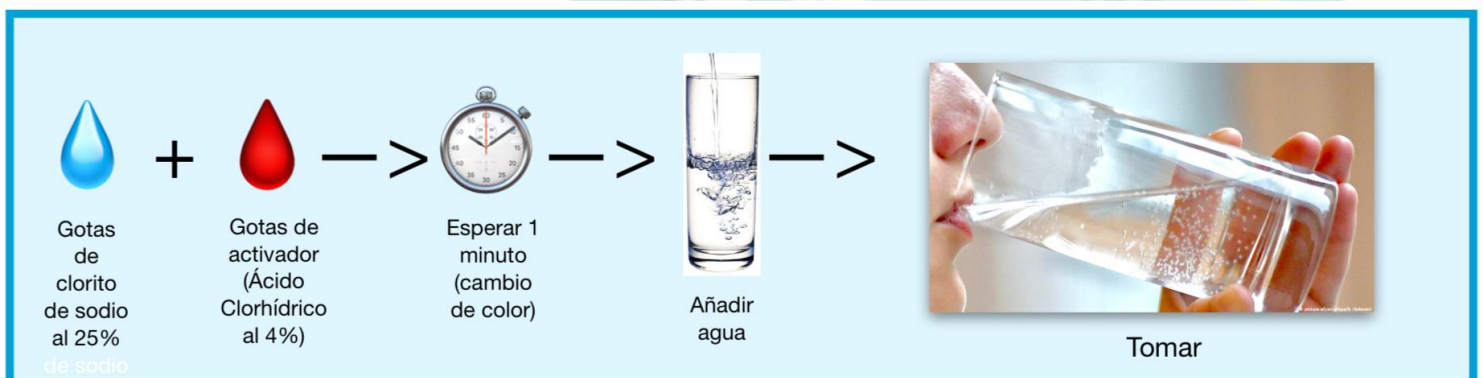 Gotas
de
clorito
de sodio
al 25%
de sodio
+
Gotas de
activador
(Ácido
Clorhídrico
al 4%)
—>
Esperar 1
minuto
(cambio
de color)
—>
Añadir
agua
—>
Tomar